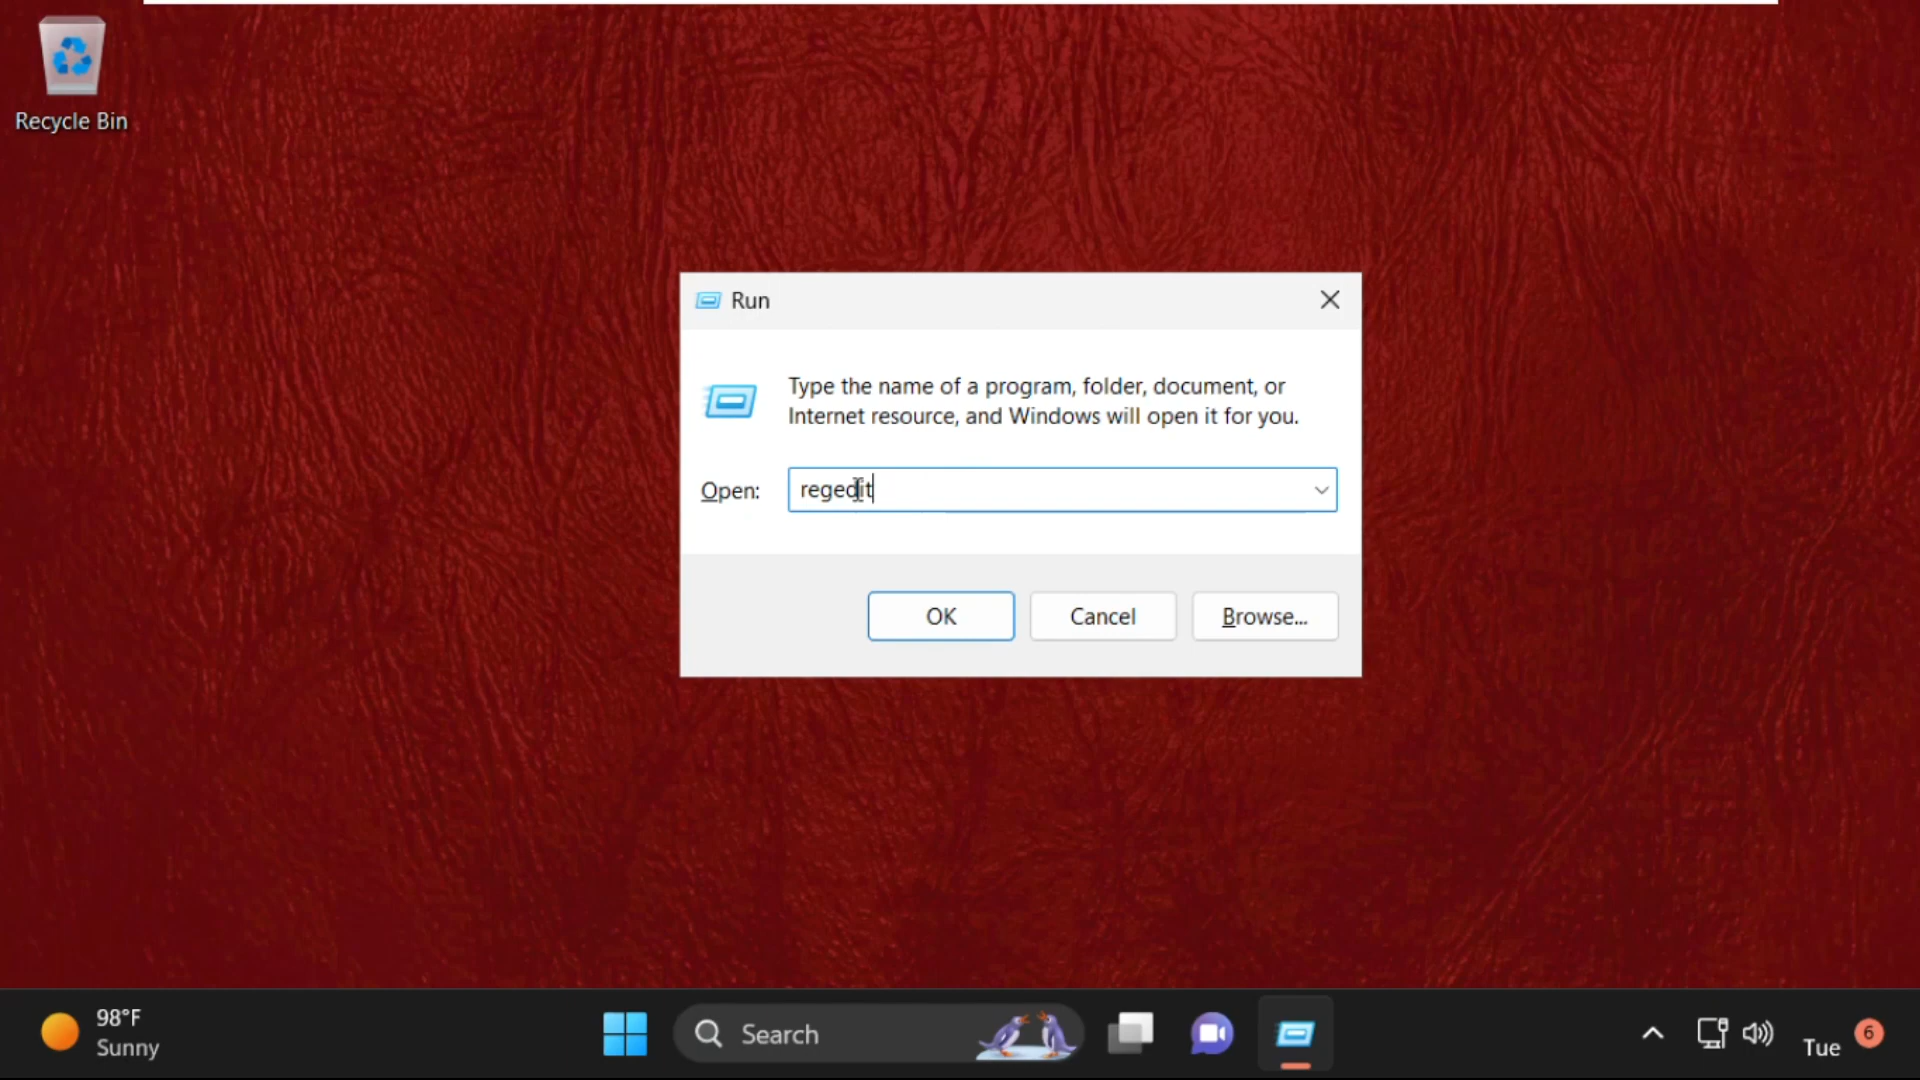 Recycle Bin
Run
Type the name of a program, folder, document, or
Internet resource, and Windows will open it for you.
Open:
regedit
OK
Cancel
Browse...
98°F
Sunny
Search
Tue
6